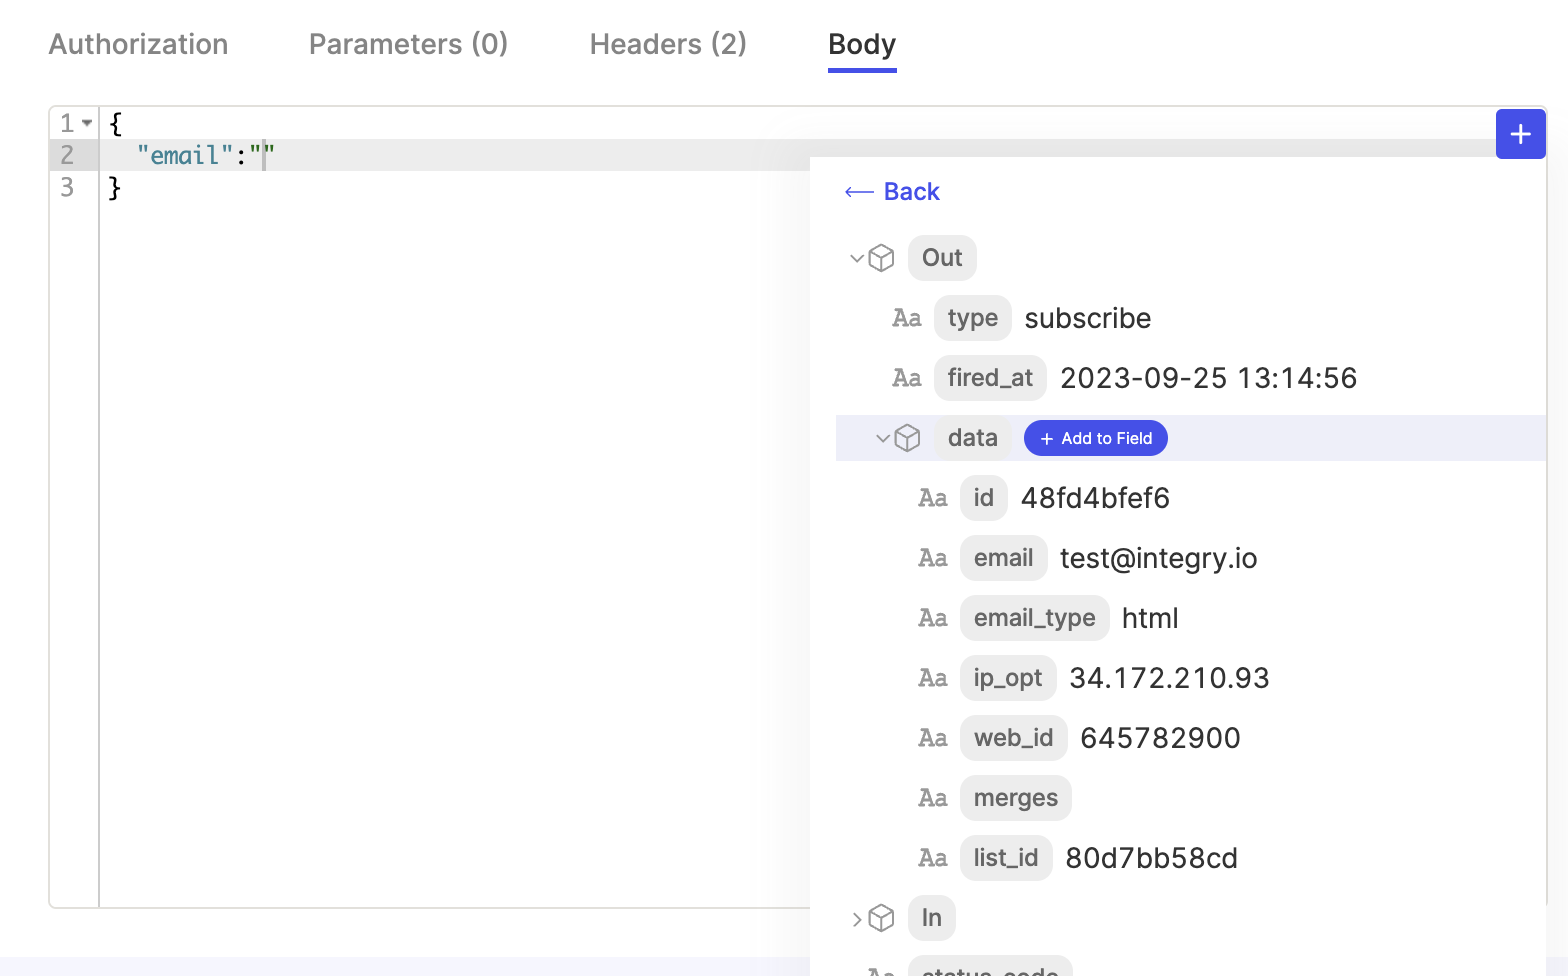 Authorization Parameters (0) Headers (2) Body
1 {
2 "email":""
3 }
+
Back
Out
Aa type subscribe
Aa fired_at 2023-09-25 13:14:56
data + Add to Field
Aa id 48fd4bfef6
Aa email test@integry.io
Aa email_type html
Aa ip_opt 34.172.210.93
Aa web_id 645782900
Aa merges
Aa list_id 80d7bb58cd
In
Aa status_code